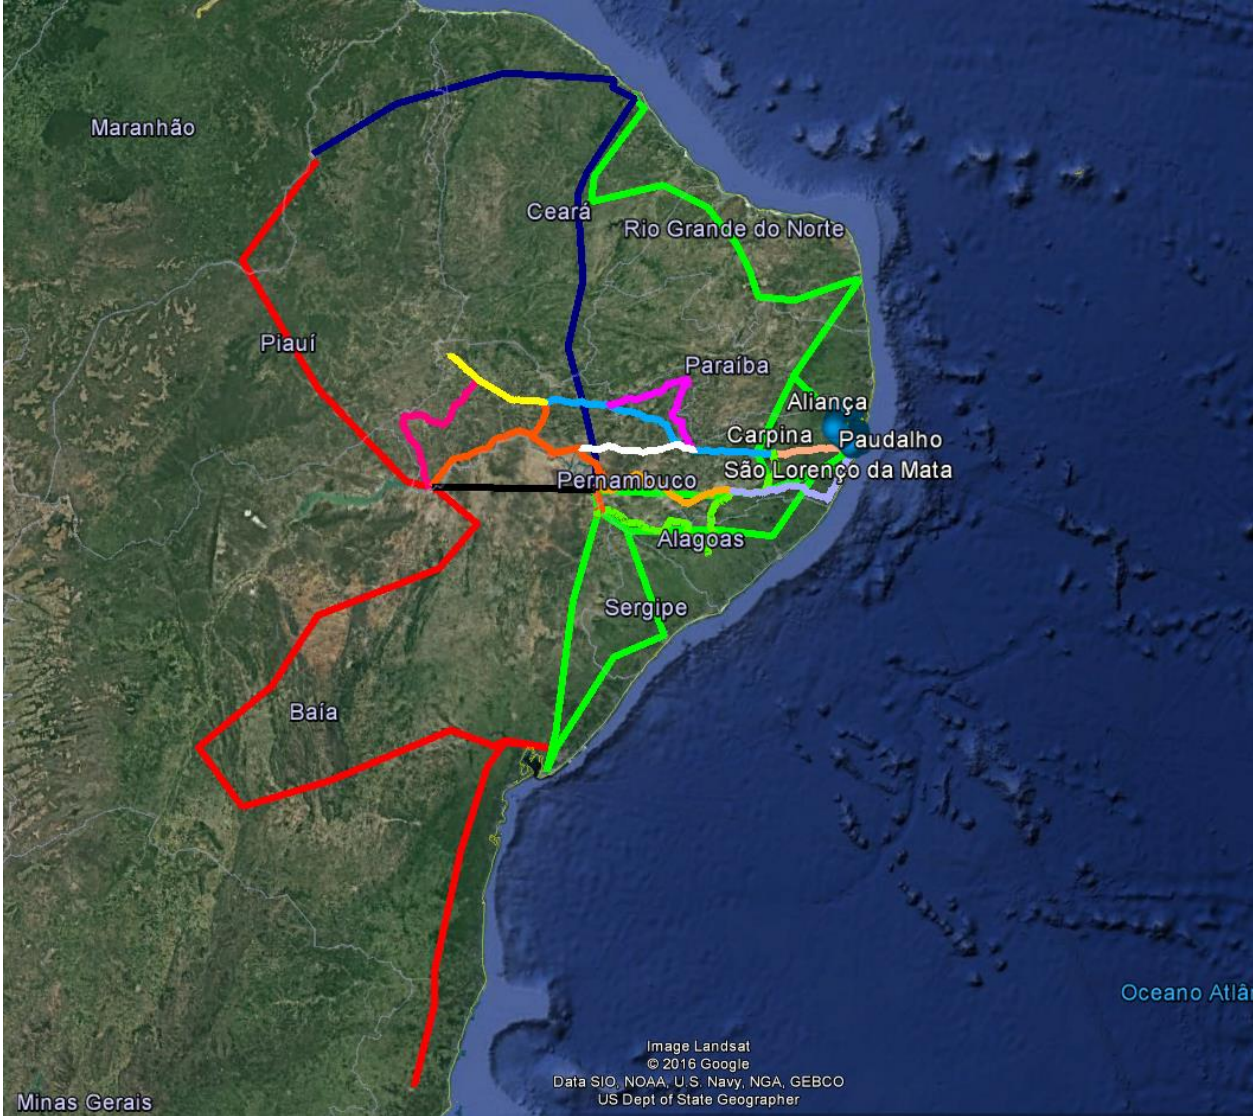 Maranhão
Ceará
Rio Grande do Norte
Piauí
Paraíba
Aliança
Carpina
Paudalho
São Lorenço da Mata
Pernambuco
Alagoas
Sergipe
Baía
Oceano Atlâ
Image Landsat
© 2016 Google
Data SIO, NOAA, U.S. Navy, NGA, GEBCO
US Dept of State Geographer
Minas Gerais